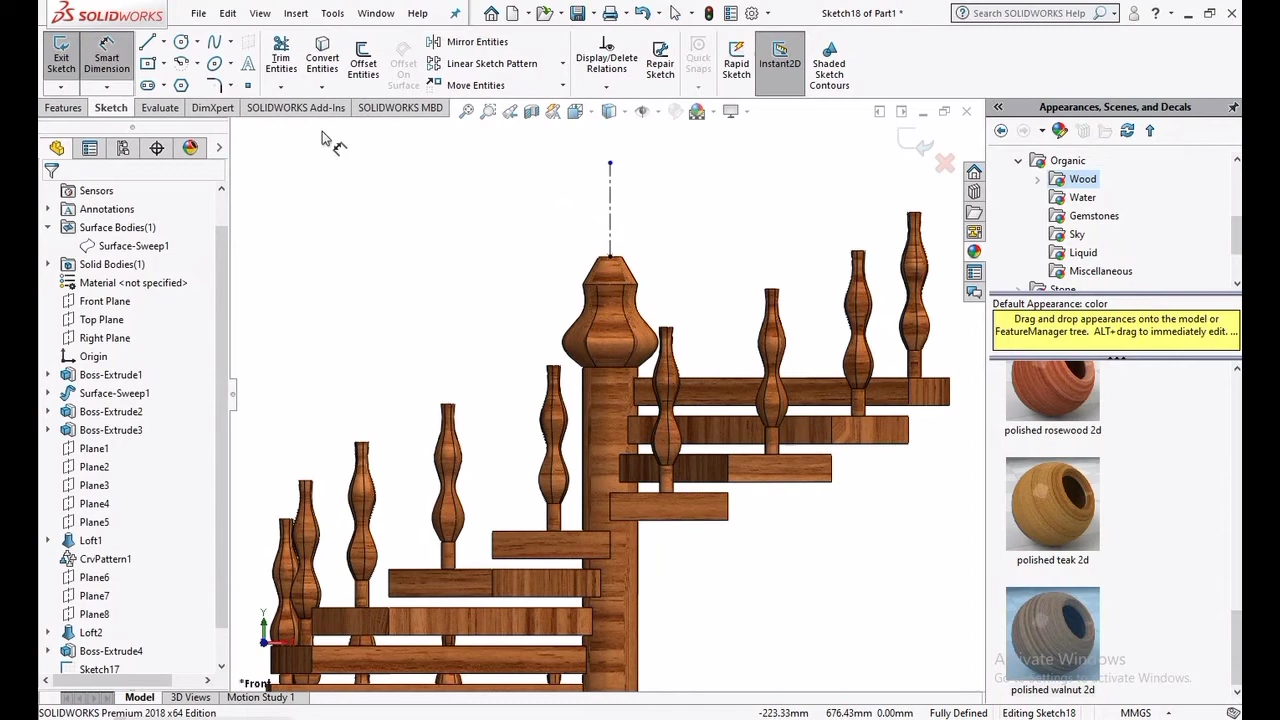 SOLIDWORKS
File
Edit
View
Insert
Tools
Window
Help
Sketch18 of Part1 *
Search SOLIDWORKS Help
Exit Sketch
Smart Dimension
Trim Entities
Convert Entities
Offset Entities
Offset On Surface
Mirror Entities
Linear Sketch Pattern
Move Entities
Display/Delete Relations
Repair Sketch
Quick Snaps
Rapid Sketch
Instant2D
Shaded Sketch Contours
Features
Sketch
Evaluate
DimXpert
SOLIDWORKS Add-Ins
SOLIDWORKS MBD
Sensors
Annotations
Surface Bodies(1)
Surface-Sweep1
Solid Bodies(1)
Material <not specified>
Front Plane
Top Plane
Right Plane
Origin
Boss-Extrude1
Surface-Sweep1
Boss-Extrude2
Boss-Extrude3
Plane1
Plane2
Plane3
Plane4
Plane5
Loft1
CrvPattern1
Plane6
Plane7
Plane8
Loft2
Boss-Extrude4
Sketch17
Y
*Front
Appearances, Scenes, and Decals
Organic
Wood
Water
Gemstones
Sky
Liquid
Miscellaneous
Stone
Default Appearance: color
Drag and drop appearances onto the model or
FeatureManager tree. ALT+drag to immediately edit. ...
polished rosewood 2d
polished teak 2d
polished walnut 2d
Activate Windows
Go to Settings to activate Windows.
Model
3D Views
Motion Study 1
SOLIDWORKS Premium 2018 x64 Edition
-223.33mm
676.43mm 0.00mm
Fully Defined
Editing Sketch18
MMGS